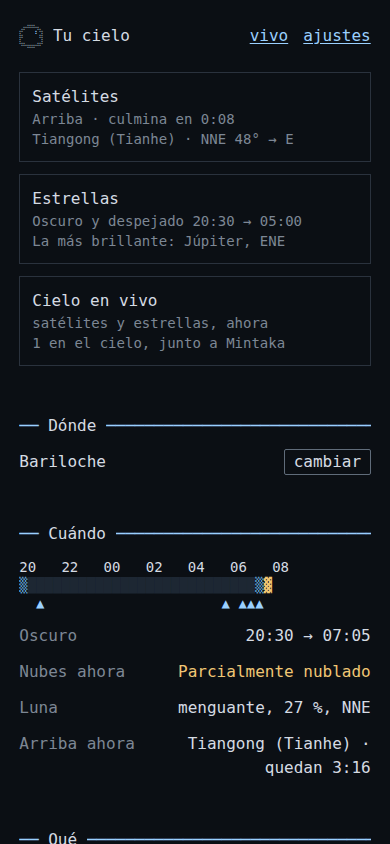 Tu cielo vivo ajustes
Satélites
Arriba · culmina en 0:08
Tiangong (Tianhe) · NNE 48° → E
Estrellas
Oscuro y despejado 20:30 → 05:00
La más brillante: Júpiter, ENE
Cielo en vivo
satélites y estrellas, ahora
1 en el cielo, junto a Mintaka
Dónde
Bariloche cambiar
Cuándo
20 22 00 02 04 06 08
Oscuro 20:30 → 07:05
Nubes ahora Parcialmente nublado
Luna menguante, 27 %, NNE
Arriba ahora Tiangong (Tianhe) ·
quedan 3:16
Qué